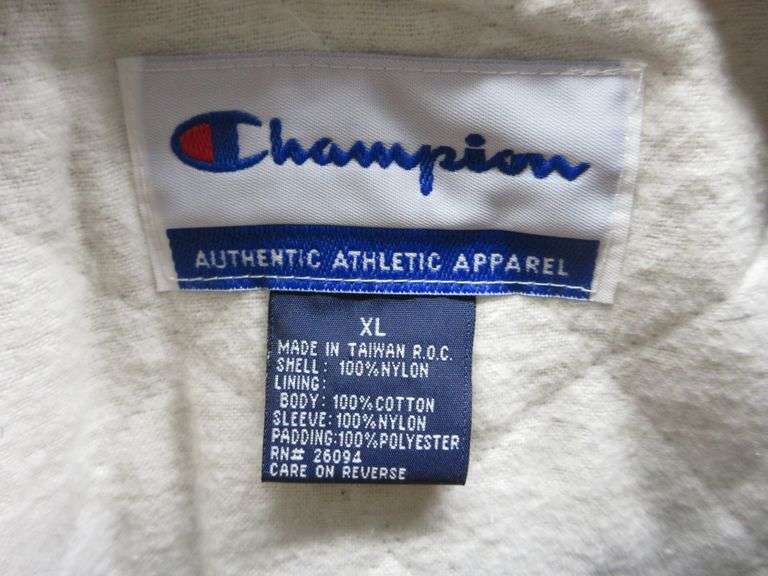 Champion
AUTHENTIC ATHLETIC APPAREL
XL
MADE IN TAIWAN R.O.C.
SHELL: 100%NYLON
LINING:
BODY: 100%COTTON
SLEEVE: 100%NYLON
PADDING:100%POLYESTER
RN# 26094
CARE ON REVERSE